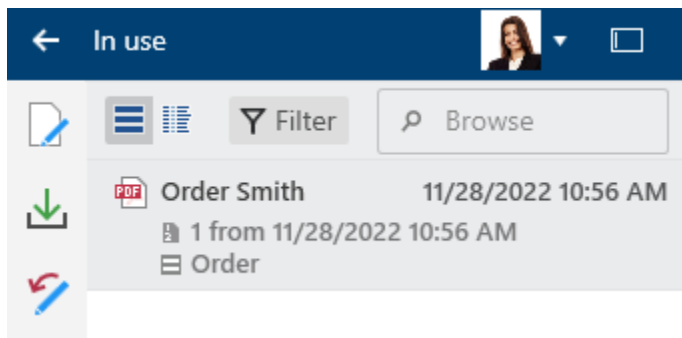 In use
Filter
Browse
PDF
Order Smith 11/28/2022 10:56 AM
1 from 11/28/2022 10:56 AM
Order